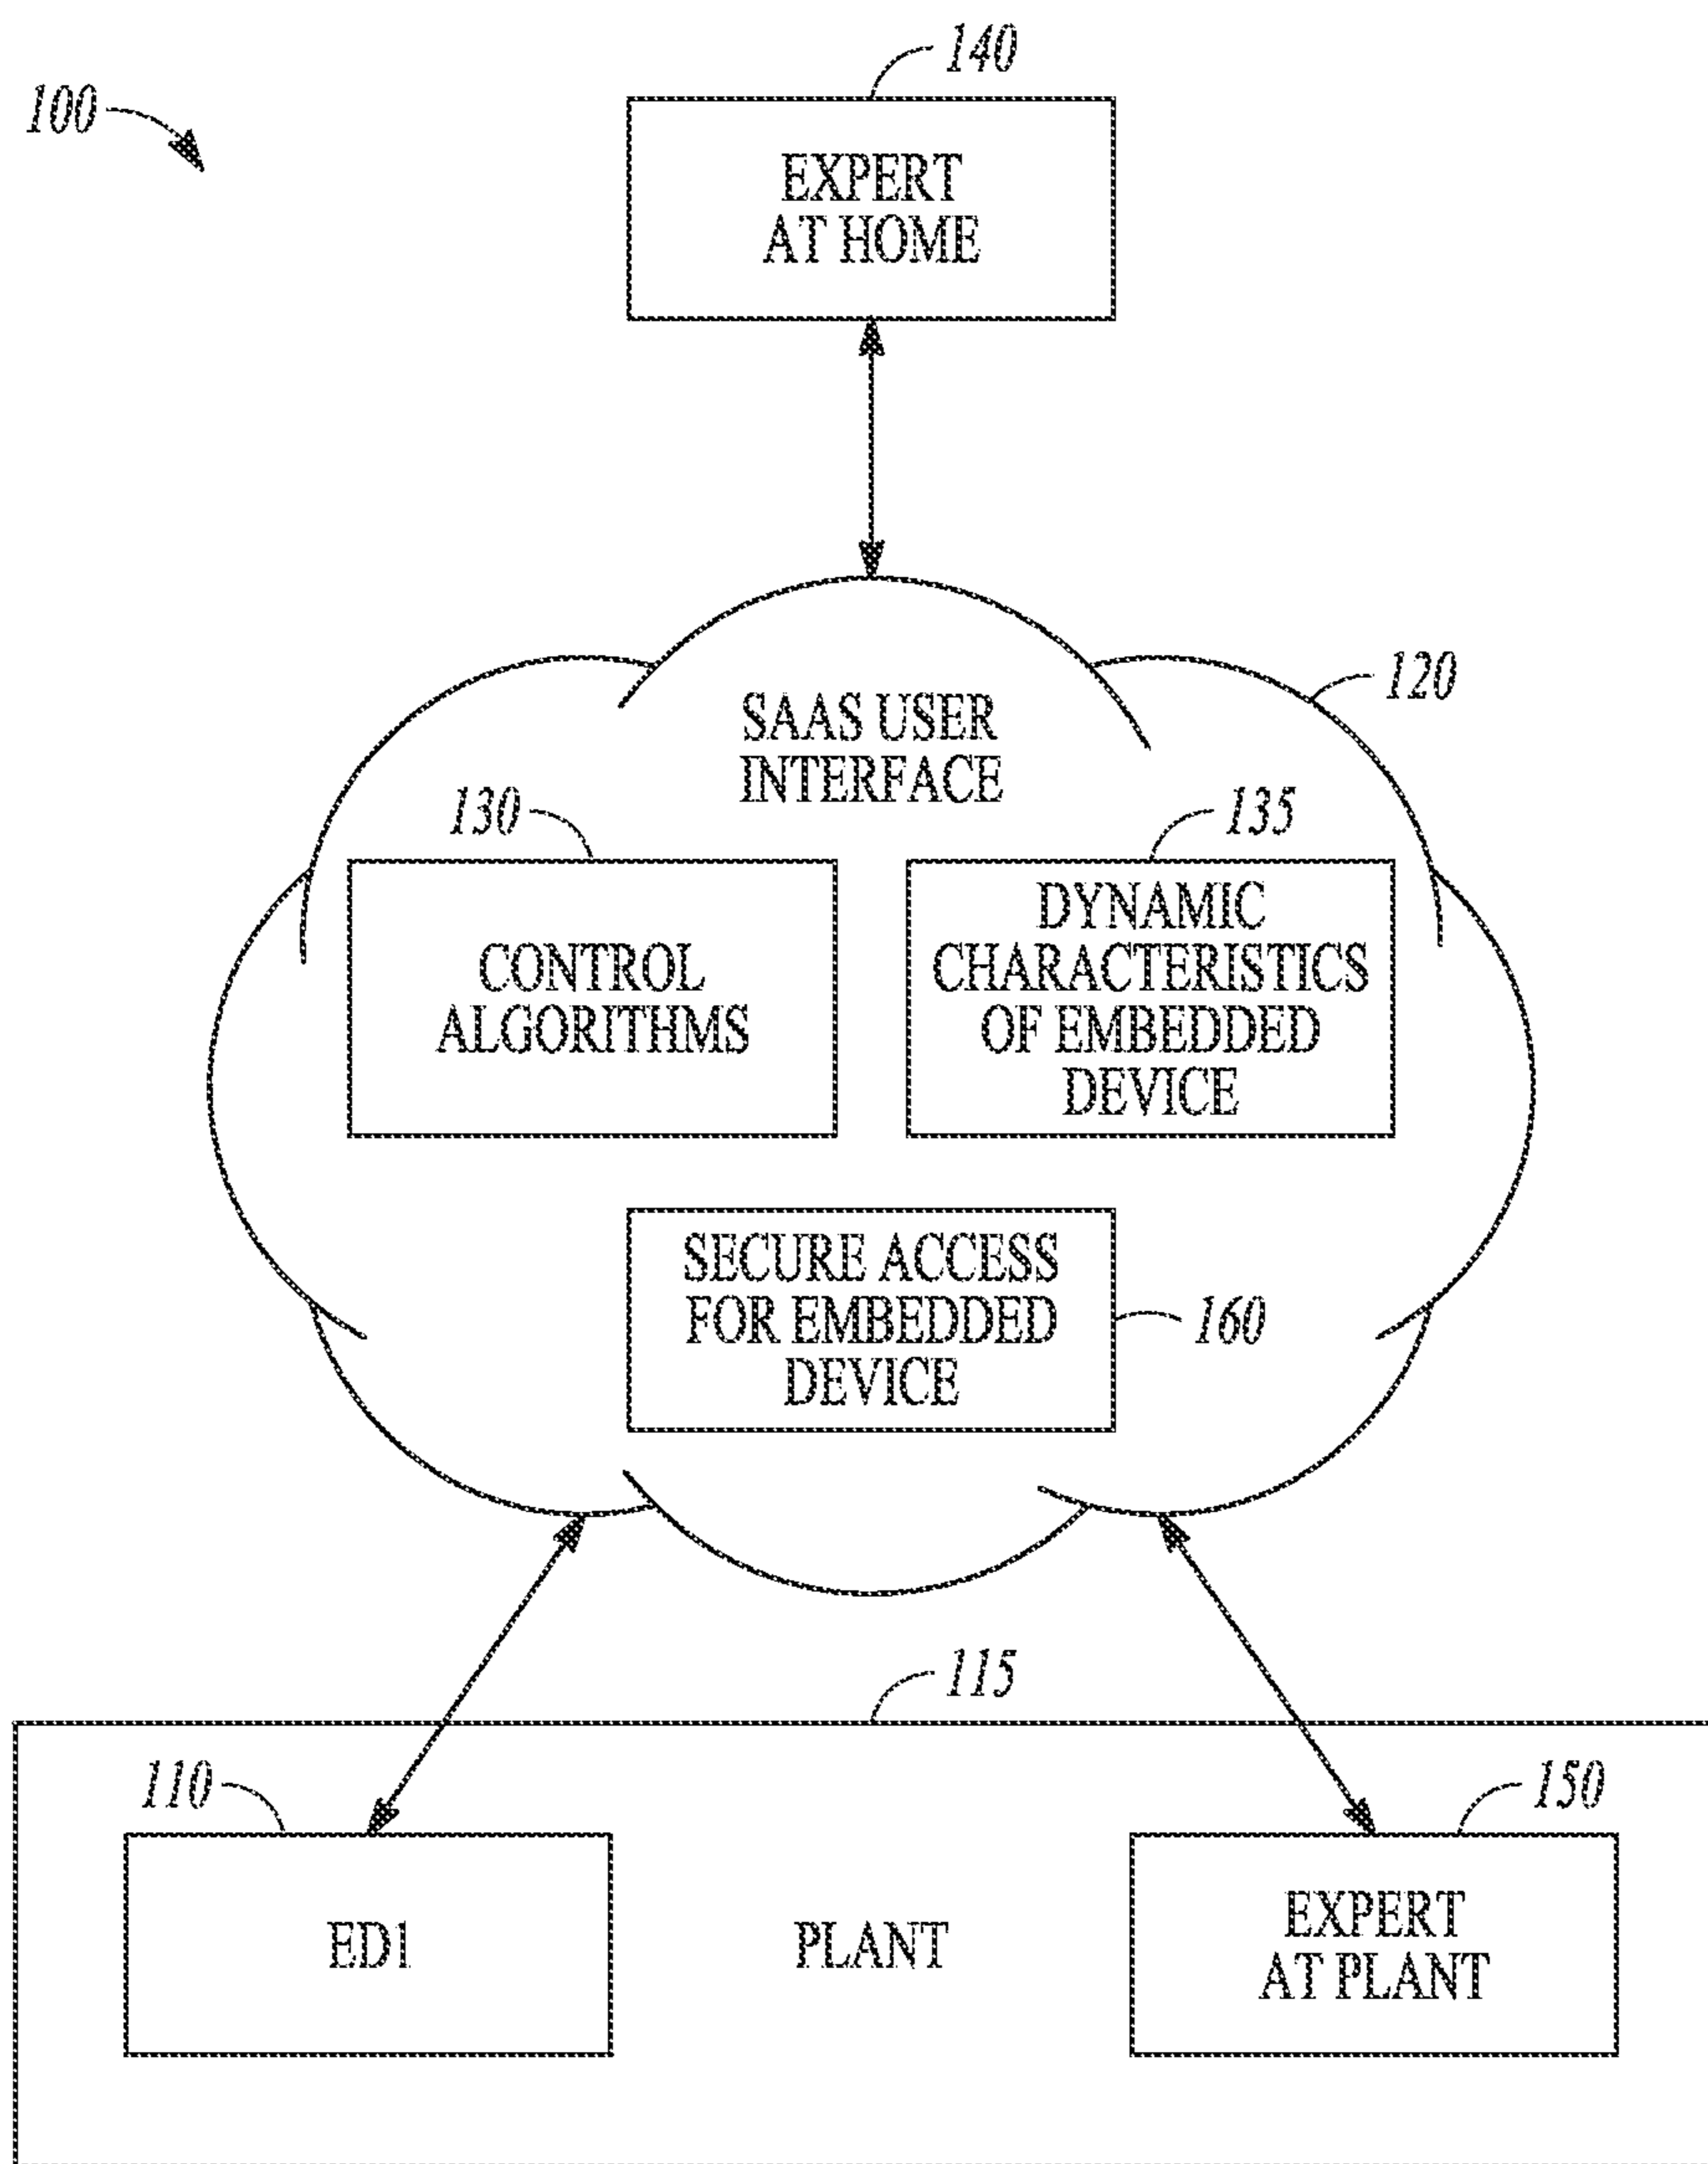 140
100
EXPERT
AT HOME
120
SAAS USER
INTERFACE
130
135
CONTROL
ALGORITHMS
DYNAMIC
CHARACTERISTICS
OF EMBEDDED
DEVICE
SECURE ACCESS
FOR EMBEDDED
DEVICE
160
115
110
150
ED1
PLANT
EXPERT
AT PLANT